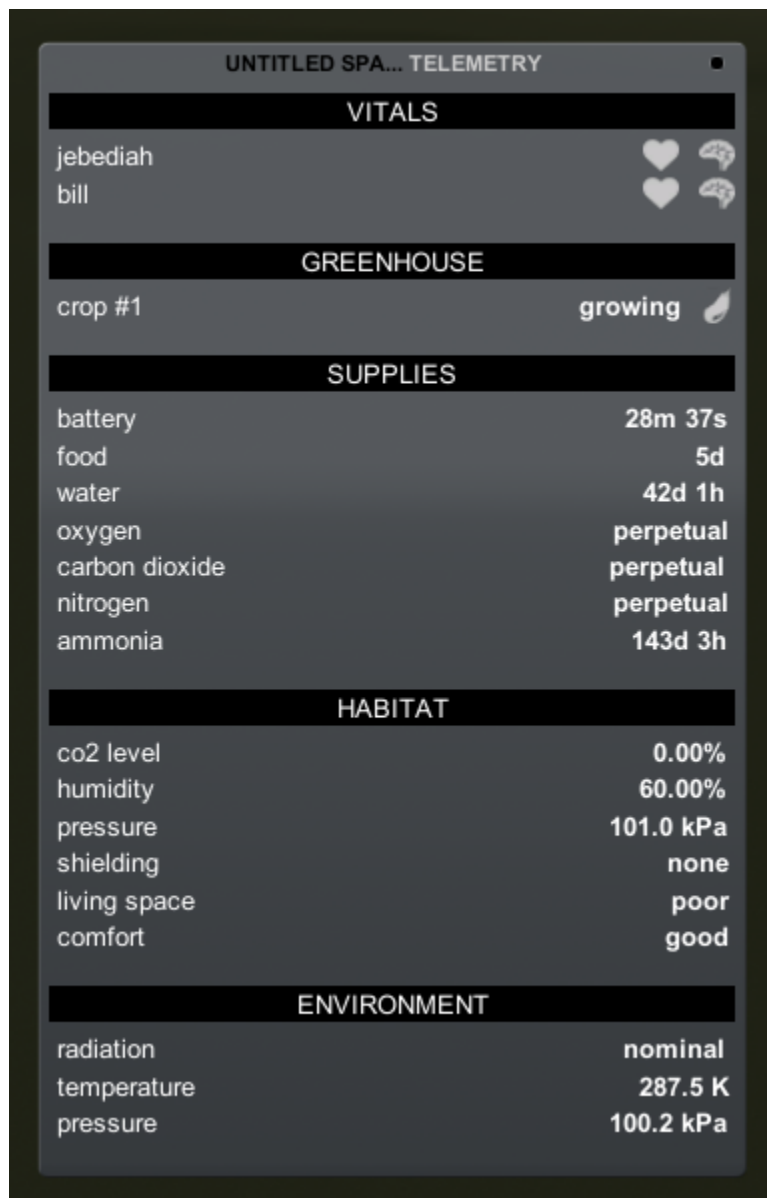 UNTITLED SPA... TELEMETRY
VITALS
jebediah
bill
GREENHOUSE
crop #1 growing
SUPPLIES
battery 28m 37s
food 5d
water 42d 1h
oxygen perpetual
carbon dioxide perpetual
nitrogen perpetual
ammonia 143d 3h
HABITAT
co2 level 0.00%
humidity 60.00%
pressure 101.0 kPa
shielding none
living space poor
comfort good
ENVIRONMENT
radiation nominal
temperature 287.5 K
pressure 100.2 kPa